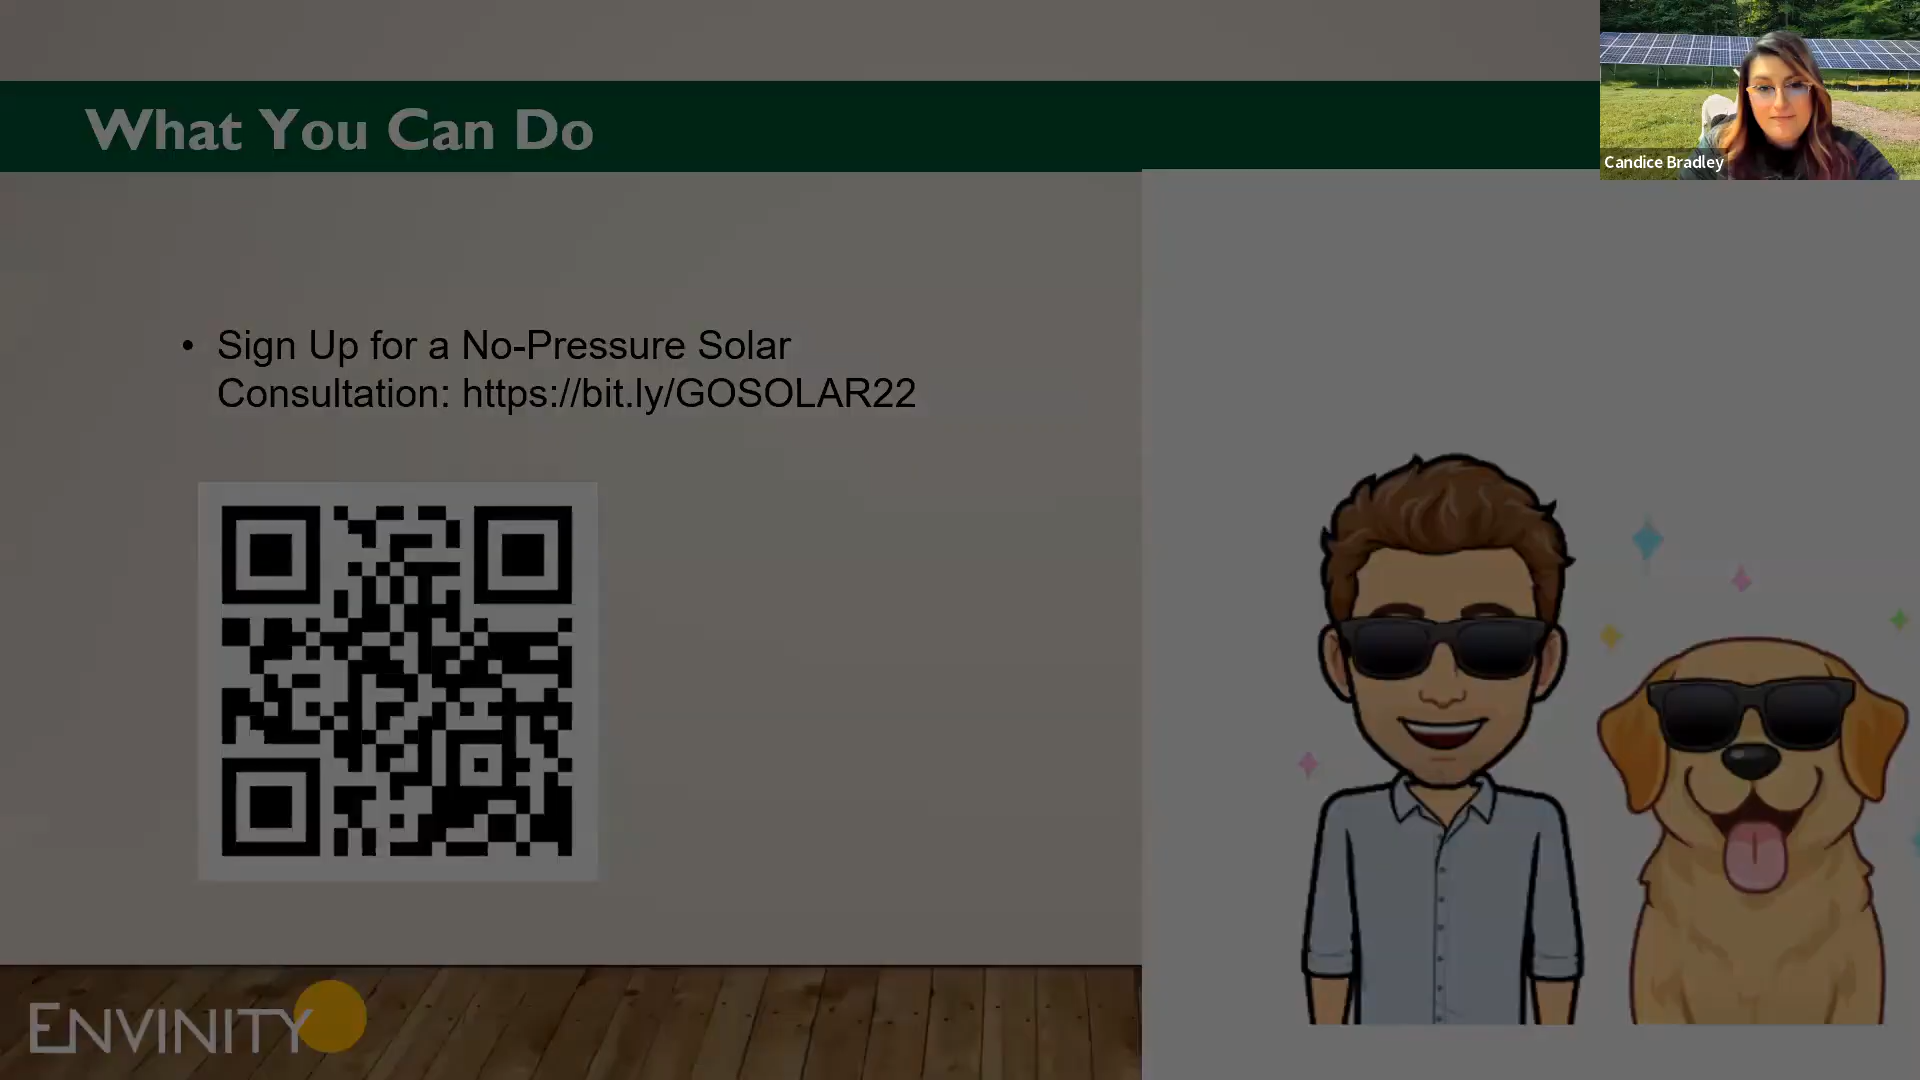 What You Can Do
Candice Bradley
• Sign Up for a No-Pressure Solar
Consultation: https://bit.ly/GOSOLAR22
ENVINITY